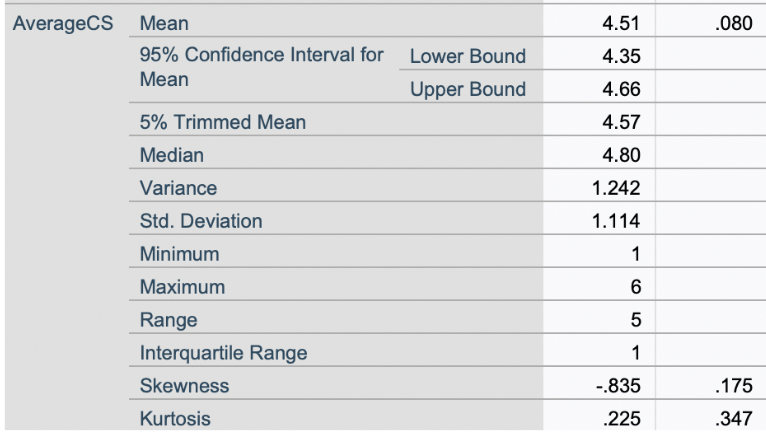 AverageCS Mean 4.51 .080
95% Confidence Interval for Lower Bound 4.35
Mean Upper Bound 4.66
5% Trimmed Mean 4.57
Median 4.80
Variance 1.242
Std. Deviation 1.114
Minimum 1
Maximum 6
Range 5
Interquartile Range 1
Skewness -.835 .175
Kurtosis .225 .347